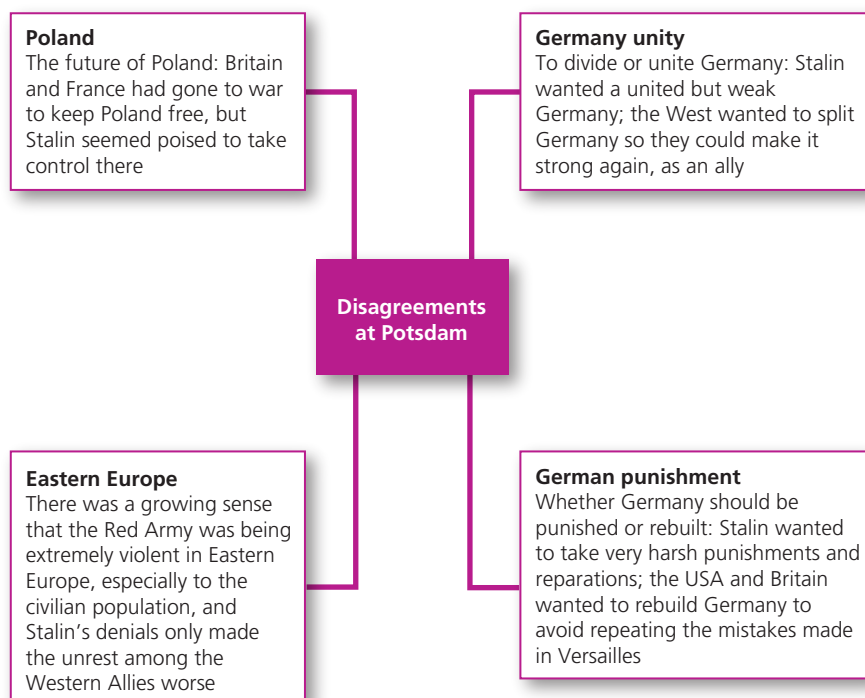 Poland
The future of Poland: Britain
and France had gone to war
to keep Poland free, but
Stalin seemed poised to take
control there
Germany unity
To divide or unite Germany: Stalin
wanted a united but weak
Germany; the West wanted to split
Germany so they could make it
strong again, as an ally
Disagreements
at Potsdam
Eastern Europe
There was a growing sense
that the Red Army was being
extremely violent in Eastern
Europe, especially to the
civilian population, and
Stalin’s denials only made
the unrest among the
Western Allies worse
German punishment
Whether Germany should be
punished or rebuilt: Stalin wanted
to take very harsh punishments and
reparations; the USA and Britain
wanted to rebuild Germany to
avoid repeating the mistakes made
in Versailles